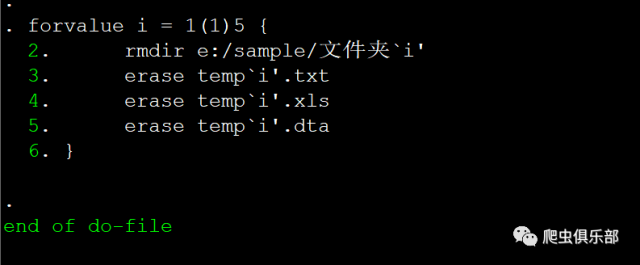 .
. forvalue i = 1(1)5 {
  2.      rmdir e:/sample/文件夹`i'
  3.      erase temp`i'.txt
  4.      erase temp`i'.xls
  5.      erase temp`i'.dta
  6. }
.
end of do-file
爬虫俱乐部